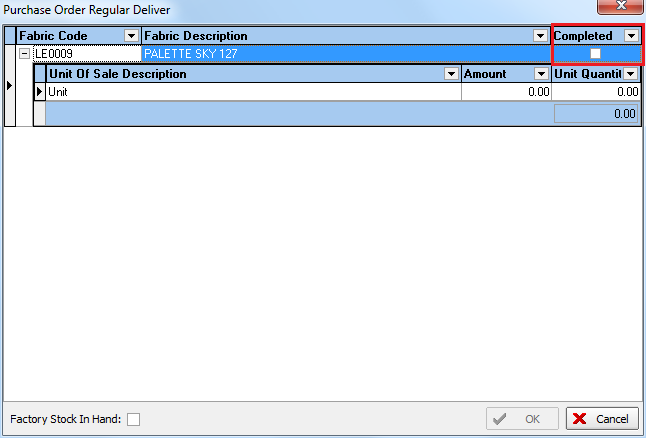 Purchase Order Regular Deliver
Fabric Code Fabric Description Completed
LE0009 PALETTE SKY 127
Unit Of Sale Description Amount Unit Quantit
Unit 0.00 0.00
0.00
Factory Stock In Hand: OK Cancel